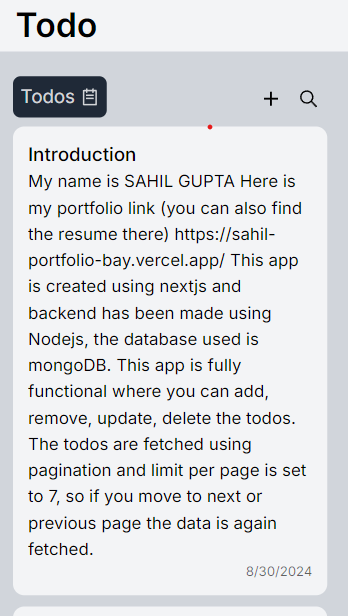 Todo
Todos
Introduction
My name is SAHIL GUPTA Here is
my portfolio link (you can also find
the resume there) https://sahil-
portfolio-bay.vercel.app/ This app
is created using nextjs and
backend has been made using
Nodejs, the database used is
mongoDB. This app is fully
functional where you can add,
remove, update, delete the todos.
The todos are fetched using
pagination and limit per page is set
to 7, so if you move to next or
previous page the data is again
fetched.
8/30/2024